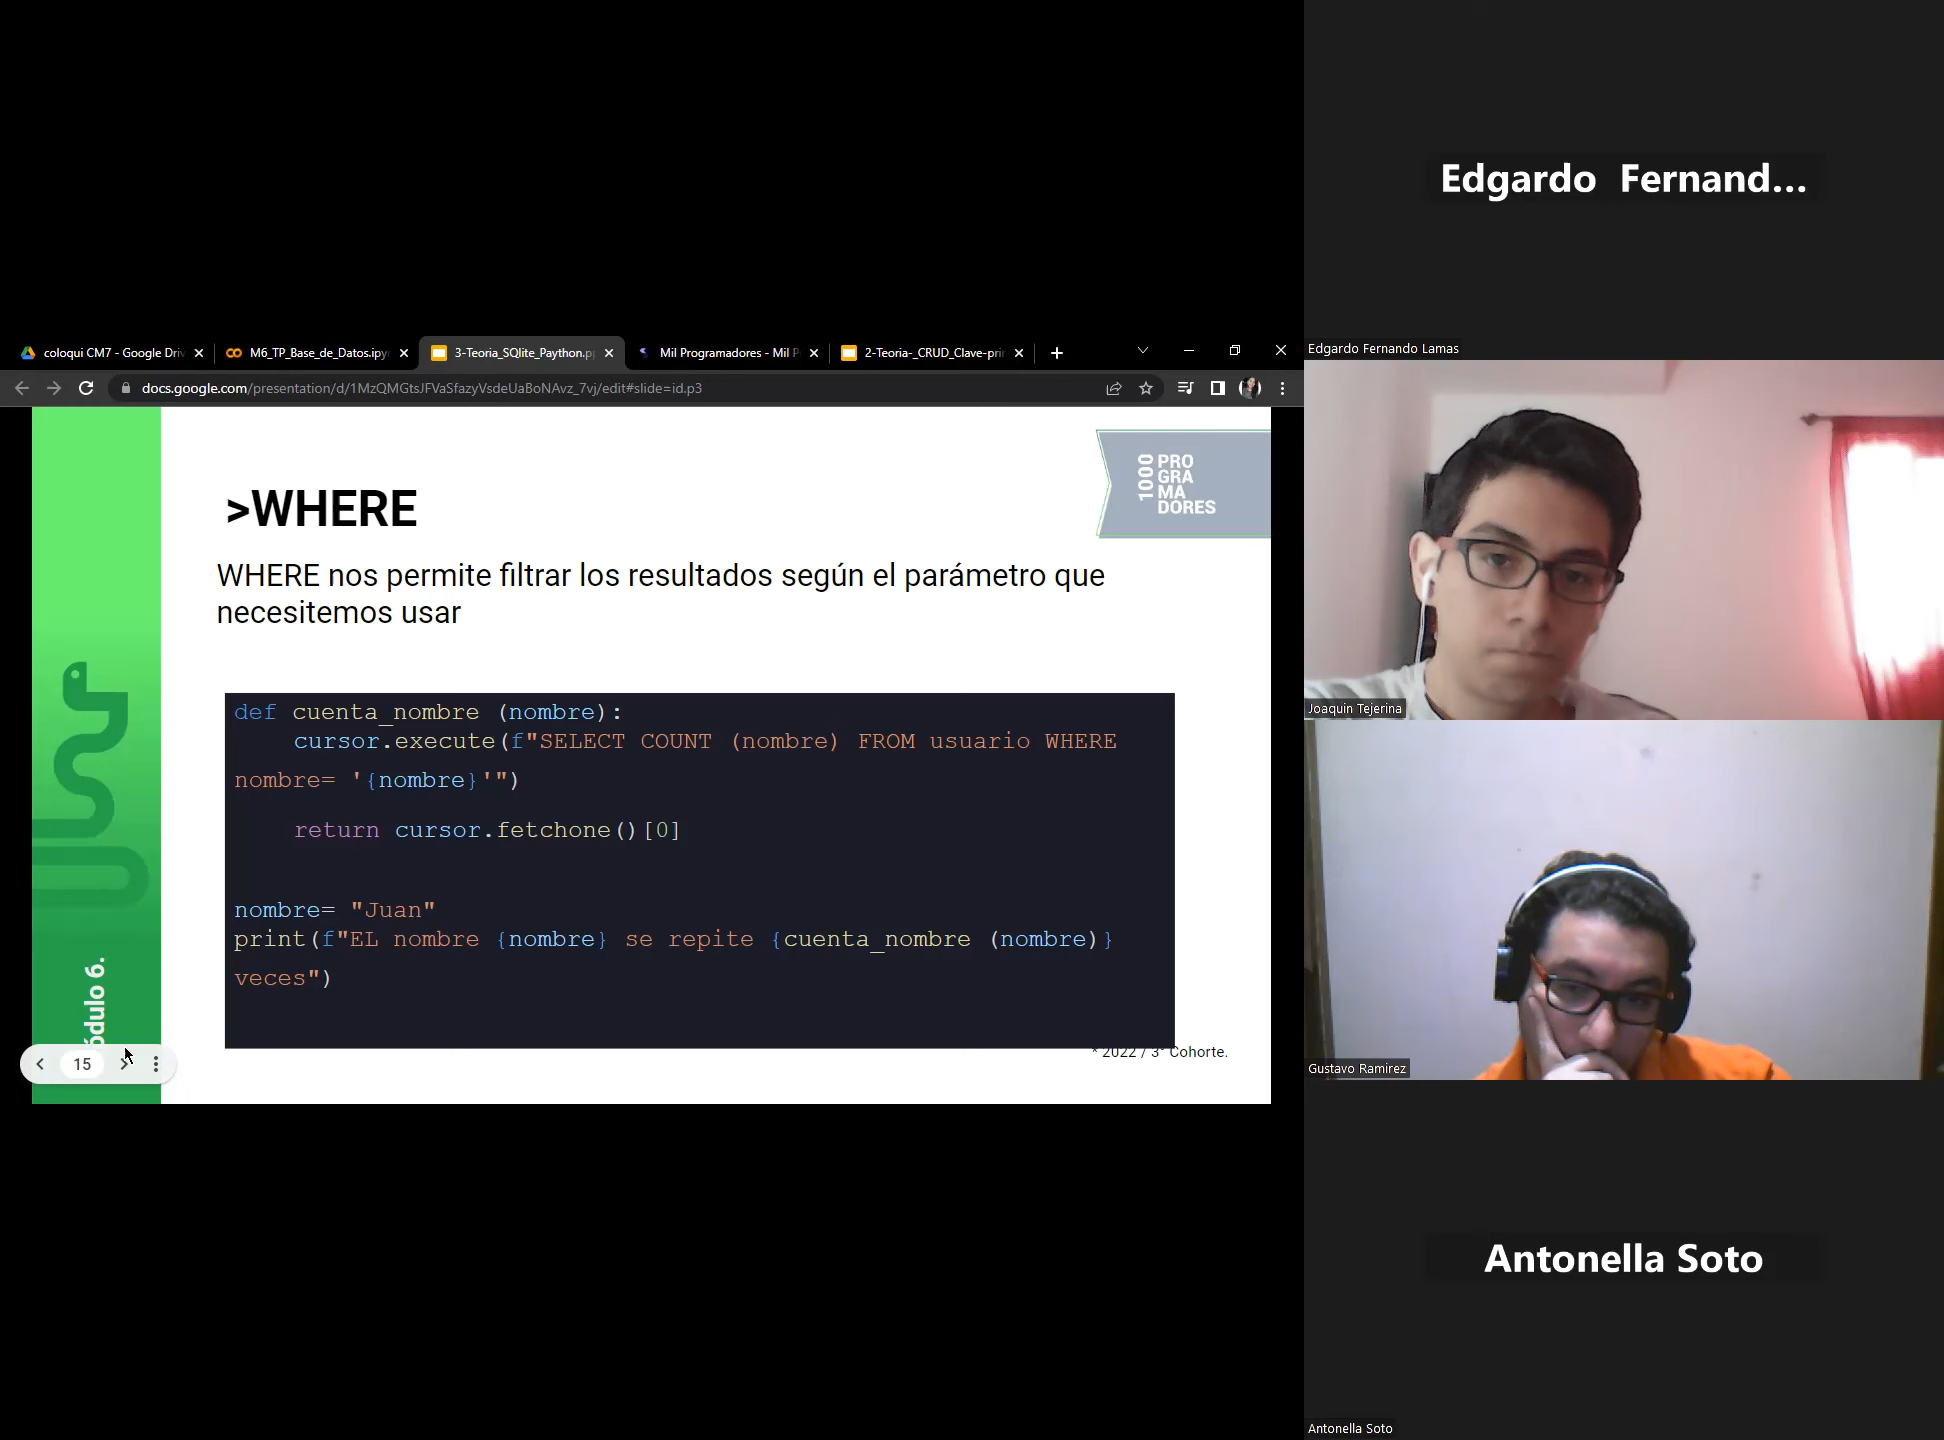 Edgardo Fernand...
Edgardo Fernando Lamas
coloqui CM7 - Google Driv
M6_TP_Base_de_Datos.ipy
3-Teoria_SQlite_Paython.p
Mil Programadores - Mil P
2-Teoria-_CRUD_Clave-pri
docs.google.com/presentation/d/1MzQMGtsJFVaSfazyVsdeUaBoNAvz_7vj/edit#slide=id.p3
1000
PRO
GRA
MA
DORES
>WHERE
WHERE nos permite filtrar los resultados según el parámetro que
necesitemos usar
def cuenta_nombre (nombre):
cursor.execute(f"SELECT COUNT (nombre) FROM usuario WHERE
nombre= '{nombre}'")
return cursor.fetchone()[0]
nombre= "Juan"
print(f"EL nombre {nombre} se repite {cuenta_nombre (nombre)}
veces")
ódulo 6.
15
* 2022 / 3° Cohorte.
Joaquin Tejerina
Gustavo Ramirez
Antonella Soto
Antonella Soto